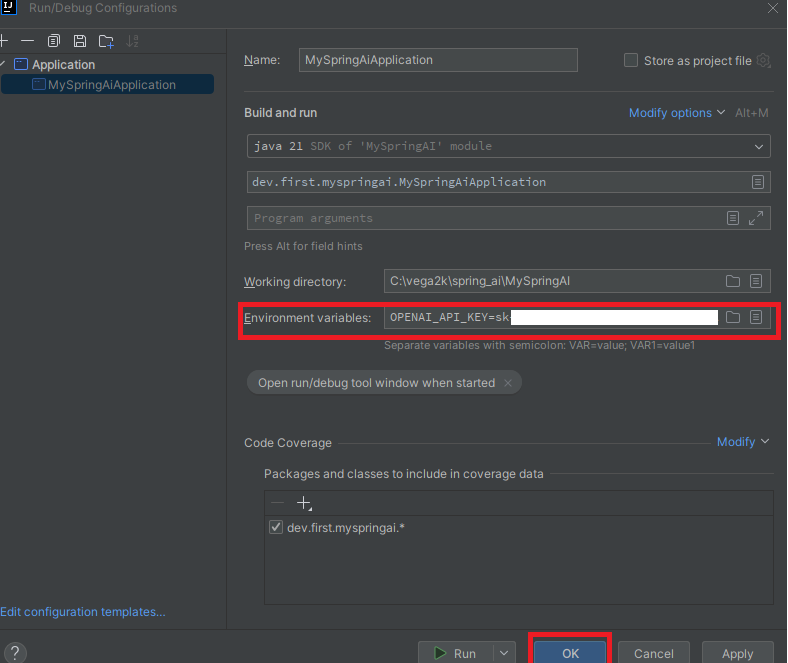 Run/Debug Configurations
Application
MySpringAiApplication
Name: MySpringAiApplication Store as project file
Build and run Modify options Alt+M
java 21 SDK of 'MySpringAI' module
dev.first.myspringai.MySpringAiApplication
Program arguments
Press Alt for field hints
Working directory: C:\vega2k\spring_ai\MySpringAI
Environment variables: OPENAI_API_KEY=sk-
Separate variables with semicolon: VAR=value; VAR1=value1
Open run/debug tool window when started
Code Coverage Modify
Packages and classes to include in coverage data
dev.first.myspringai.*
Edit configuration templates...
? Run OK Cancel Apply